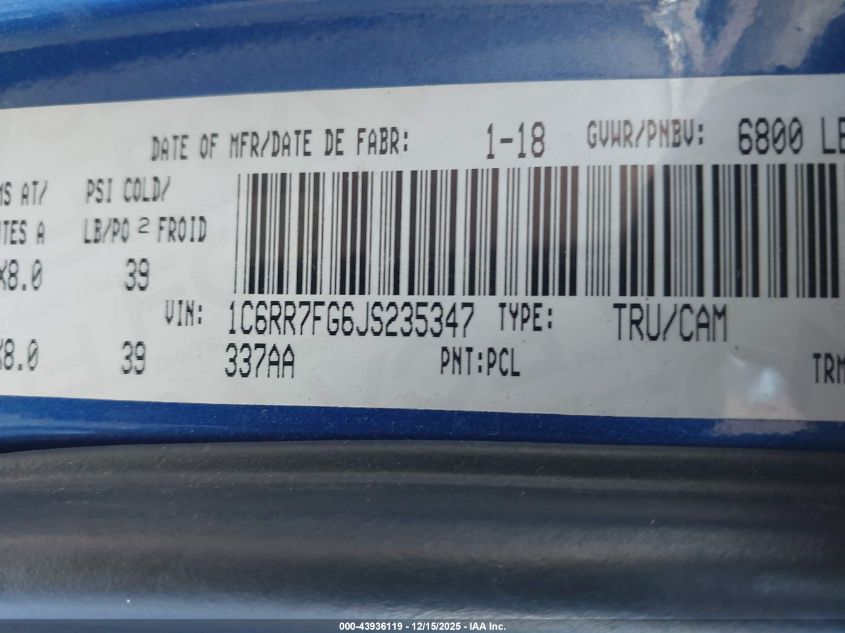 DATE OF MFR/DATE DE FABR: 1-18 GVWR/PNBV: 6800 LB
MS AT/ PSI COLD/
TES A LB/PO 2 FROID
X8.0 39
VIN: 1C6RR7FG6JS235347 TYPE: TRU/CAM
X8.0 39 337AA PNT:PCL TRM
000-43936119 - 12/15/2025 - IAA Inc.